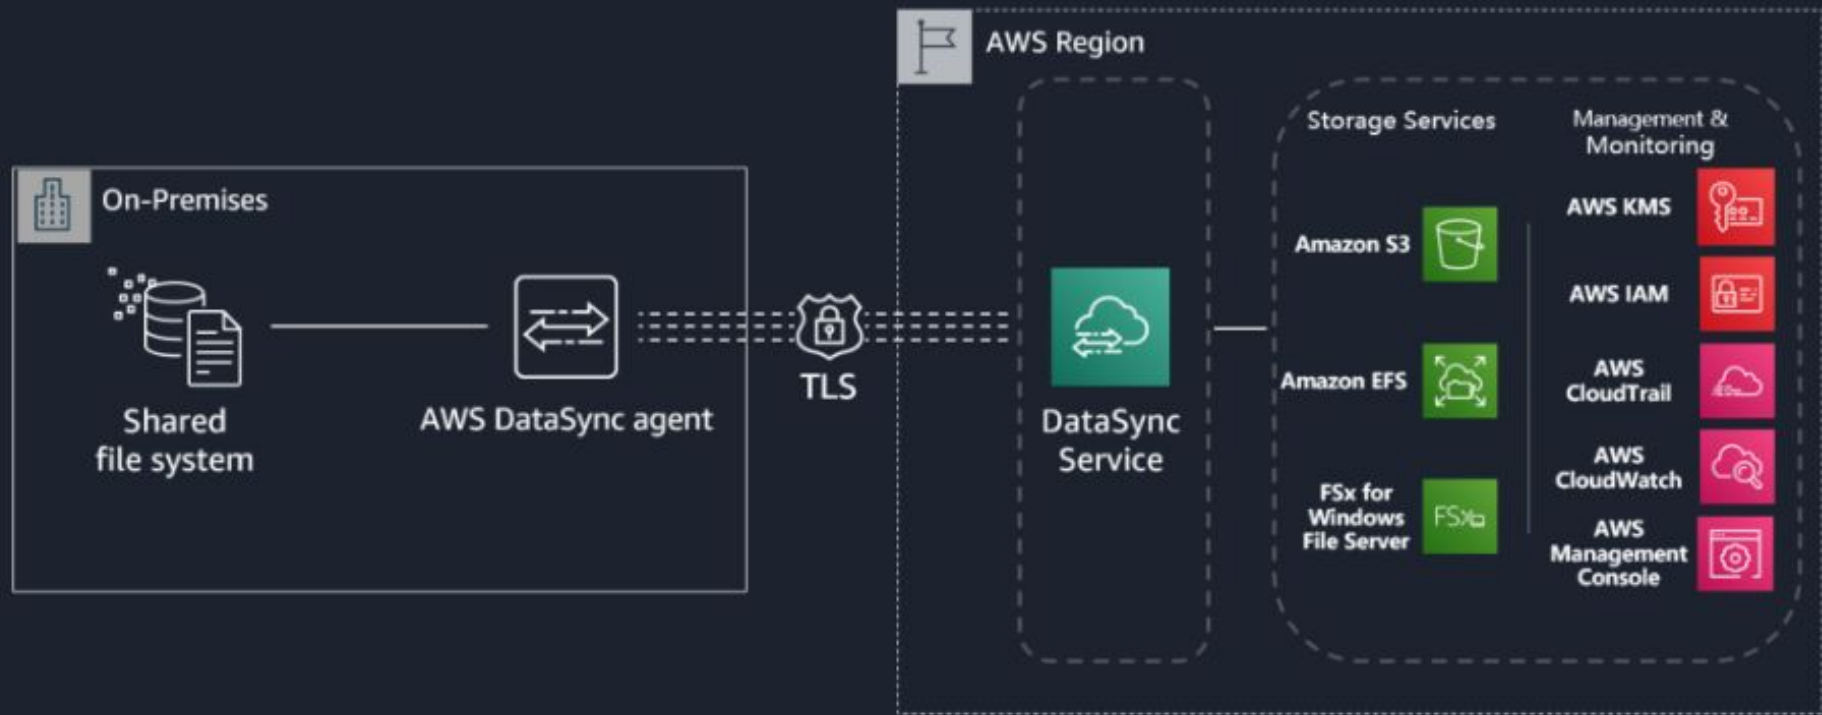 AWS Region
On-Premises
Shared
file system
AWS DataSync agent
TLS
DataSync
Service
Storage Services
Amazon S3
Amazon EFS
FSx for
Windows
File Server
FSx
Management &
Monitoring
AWS KMS
AWS IAM
AWS
CloudTrail
AWS
CloudWatch
AWS
Management
Console